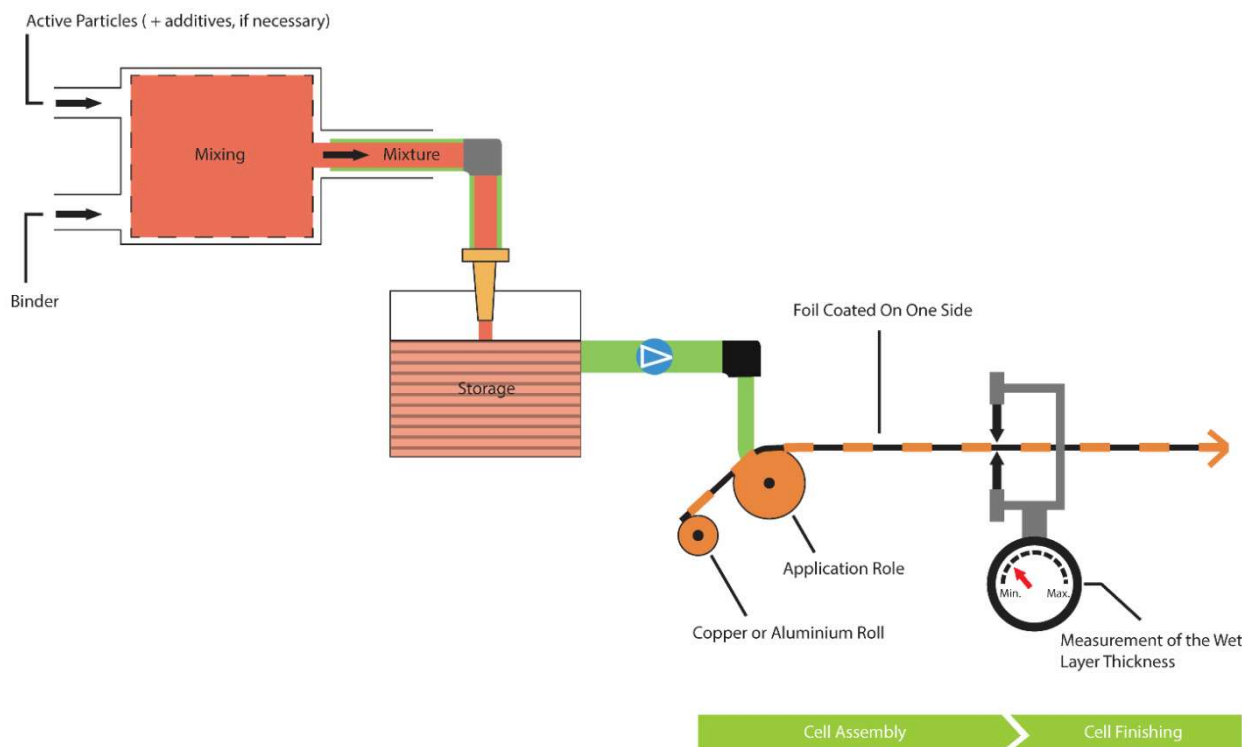 Active Particles ( + additives, if necessary)
Mixing
Mixture
Binder
Storage
Foil Coated On One Side
Application Role
Copper or Aluminium Roll
Min.
Max.
Measurement of the Wet
Layer Thickness
Cell Assembly
Cell Finishing